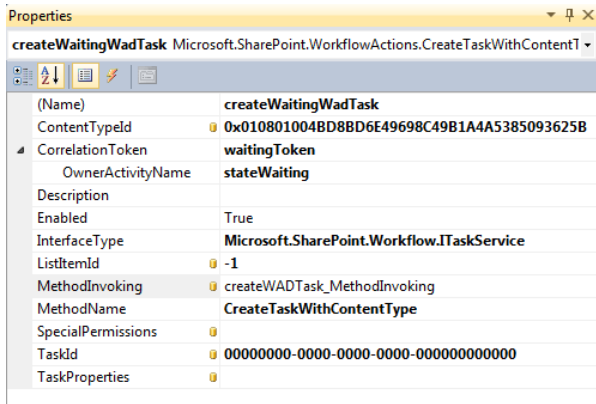 Properties
createWaitingWadTask Microsoft.SharePoint.WorkflowActions.CreateTaskWithContentT
(Name) createWaitingWadTask
ContentTypeId 0x010801004BD8BD6E49698C49B1A4A5385093625B
CorrelationToken waitingToken
OwnerActivityName stateWaiting
Description
Enabled True
InterfaceType Microsoft.SharePoint.Workflow.ITaskService
ListItemId -1
MethodInvoking createWADTask_MethodInvoking
MethodName CreateTaskWithContentType
SpecialPermissions
TaskId 00000000-0000-0000-0000-000000000000
TaskProperties